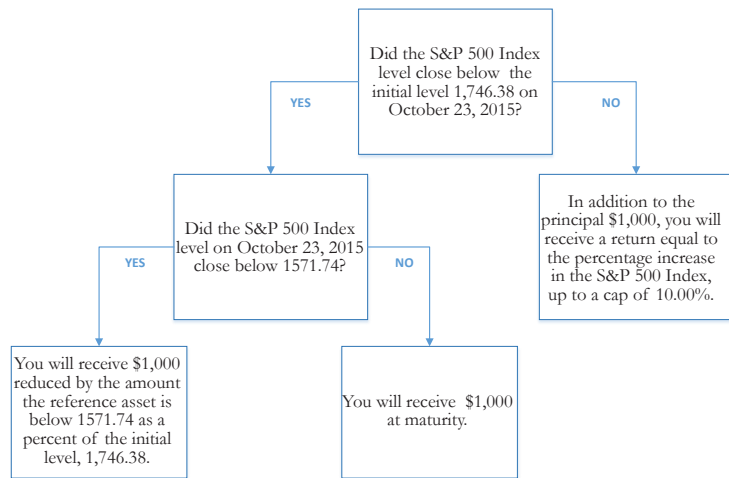 Did the S&P 500 Index
level close below the
initial level 1,746.38 on
October 23, 2015?
YES
NO
Did the S&P 500 Index
level on October 23, 2015
close below 1571.74?
In addition to the
principal $1,000, you will
receive a return equal to
the percentage increase
in the S&P 500 Index,
up to a cap of 10.00%.
YES
NO
You will receive $1,000
reduced by the amount
the reference asset is
below 1571.74 as a
percent of the initial
level, 1,746.38.
You will receive $1,000
at maturity.